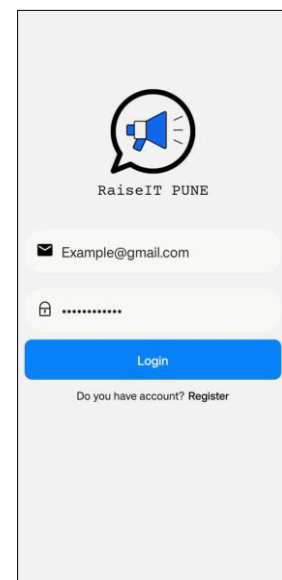 RaiseIT PUNE
Example@gmail.com
••••••••••••
Login
Do you have account? Register